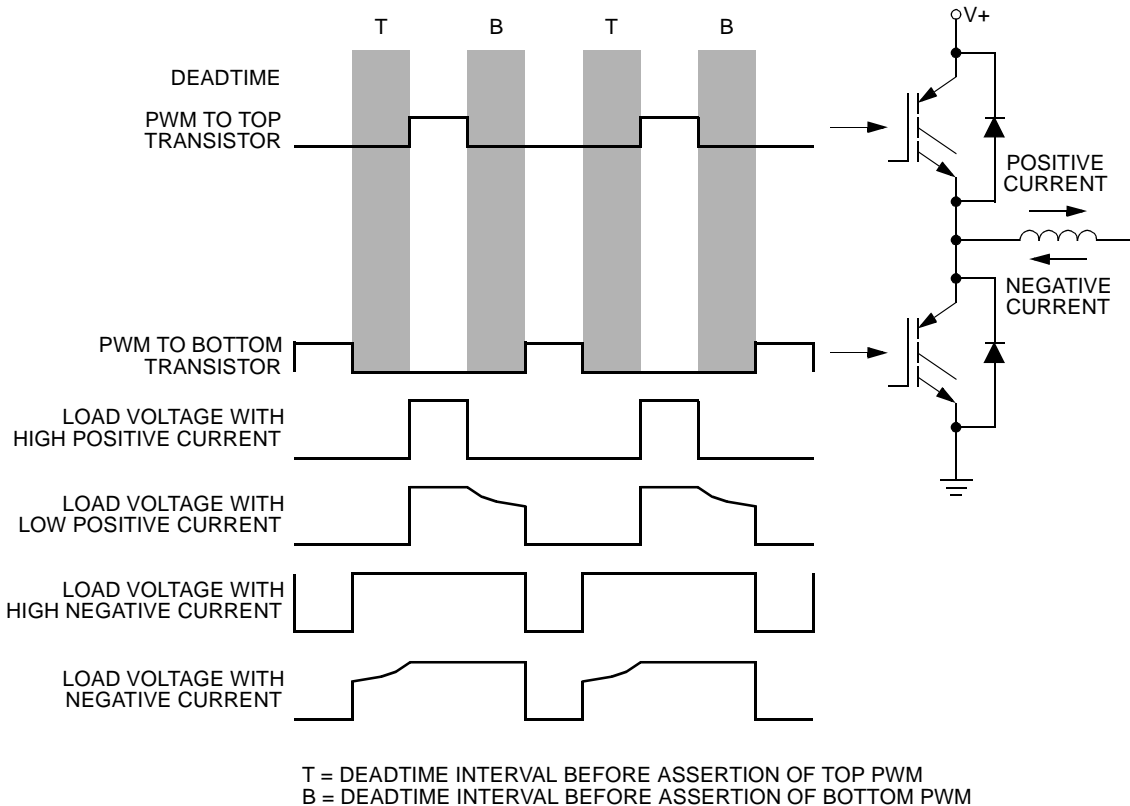 T B T B
V+
DEADTIME
PWM TO TOP
TRANSISTOR
POSITIVE
CURRENT
NEGATIVE
CURRENT
PWM TO BOTTOM
TRANSISTOR
LOAD VOLTAGE WITH
HIGH POSITIVE CURRENT
LOAD VOLTAGE WITH
LOW POSITIVE CURRENT
LOAD VOLTAGE WITH
HIGH NEGATIVE CURRENT
LOAD VOLTAGE WITH
NEGATIVE CURRENT
T = DEADTIME INTERVAL BEFORE ASSERTION OF TOP PWM
B = DEADTIME INTERVAL BEFORE ASSERTION OF BOTTOM PWM